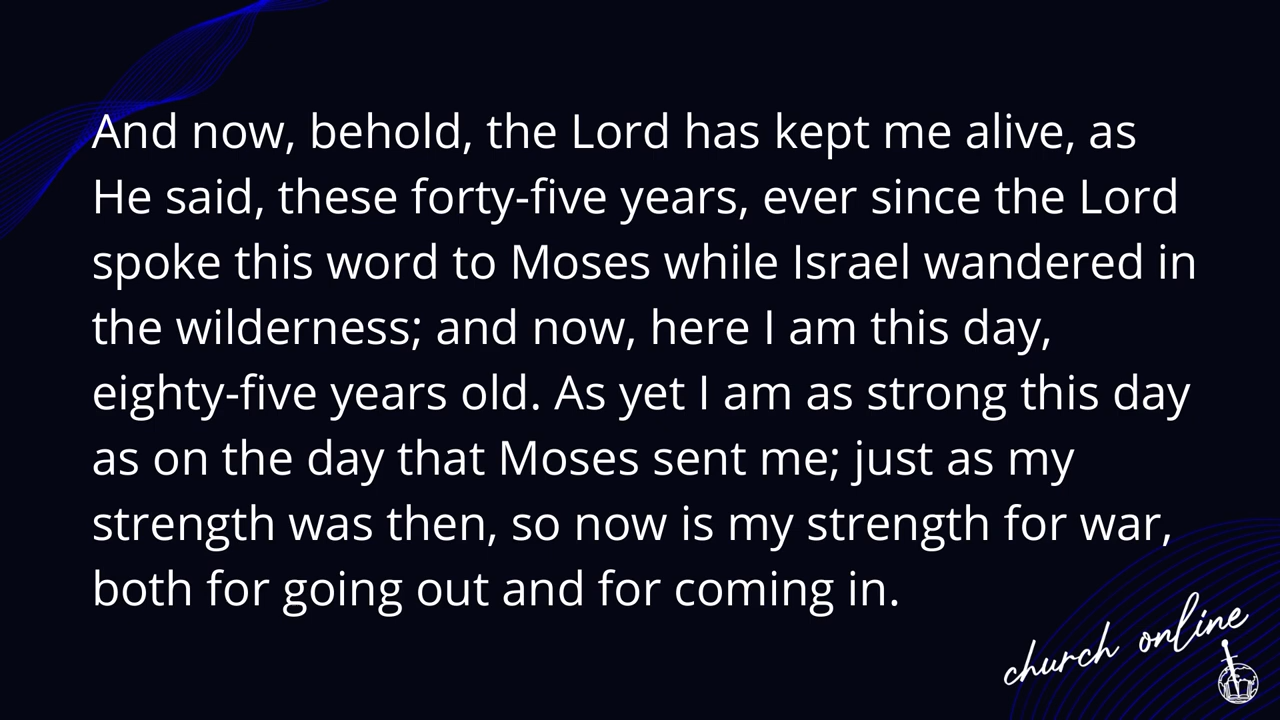 And now, behold, the Lord has kept me alive, as
He said, these forty-five years, ever since the Lord
spoke this word to Moses while Israel wandered in
the wilderness; and now, here I am this day,
eighty-five years old. As yet I am as strong this day
as on the day that Moses sent me; just as my
strength was then, so now is my strength for war,
both for going out and for coming in.
church online